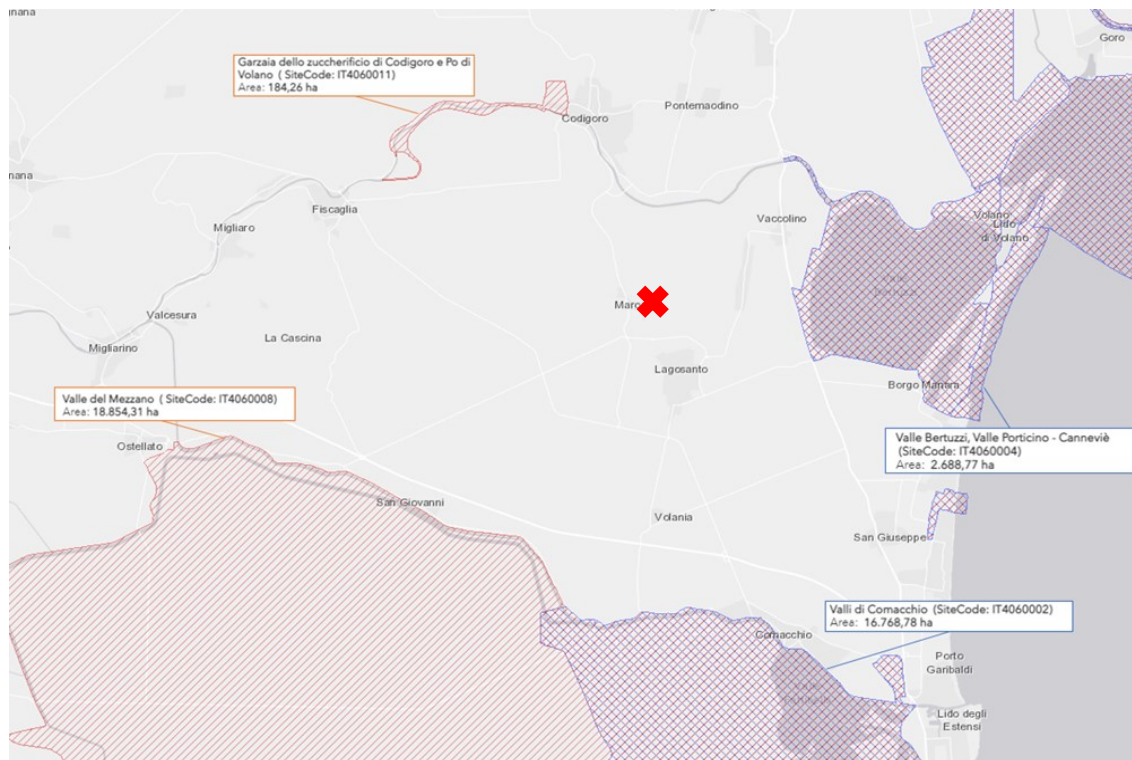 gnana
Goro
Garzaia dello zuccherificio di Codigoro e Po di
Volano ( SiteCode: IT4060011)
Area: 184,26 ha
Pontemaodino
Codigoro
nana
Fiscaglia
Vaccolino
Volano
Lido
di Volano
Migliaro
Valcesura
La Cascina
Migliarino
Lagosanto
Borgo Manara
Valle del Mezzano ( SiteCode: IT4060008)
Area: 18.854,31 ha
Ostellato
Valle Bertuzzi, Valle Porticino - Canneviè
(SiteCode: IT4060004)
Area: 2.688,77 ha
San Giovanni
Volania
San Giuseppe
Valli di Comacchio (SiteCode: IT4060002)
Area: 16.768,78 ha
Comacchio
Porto
Garibaldi
Lido degli
Estensi